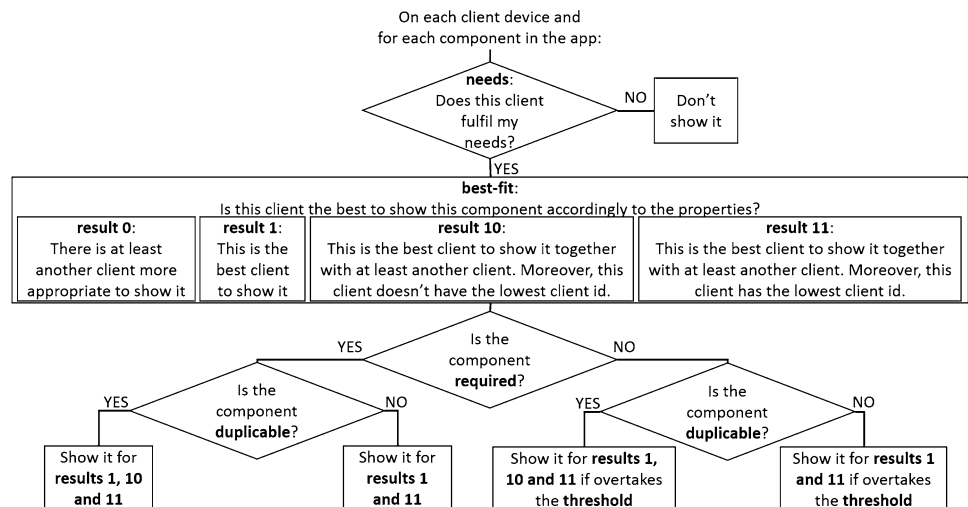 On each client device and
for each component in the app:
needs:
Does this client
fulfil my
needs?
NO
Don't
show it
YES
best-fit:
Is this client the best to show this component accordingly to the properties?
result 0:
There is at least
another client more
appropriate to show it
result 1:
This is the
best client
to show it
result 10:
This is the best client to show it together
with at least another client. Moreover, this
client doesn't have the lowest client id.
result 11:
This is the best client to show it together
with at least another client. Moreover, this
client has the lowest client id.
Is the
component
required?
YES
NO
Is the
component
duplicable?
YES
NO
Is the
component
duplicable?
YES
NO
Show it for
results 1, 10
and 11
Show it for
results 1
and 11
Show it for results 1,
10 and 11 if overtakes
the threshold
Show it for results 1
and 11 if overtakes
the threshold